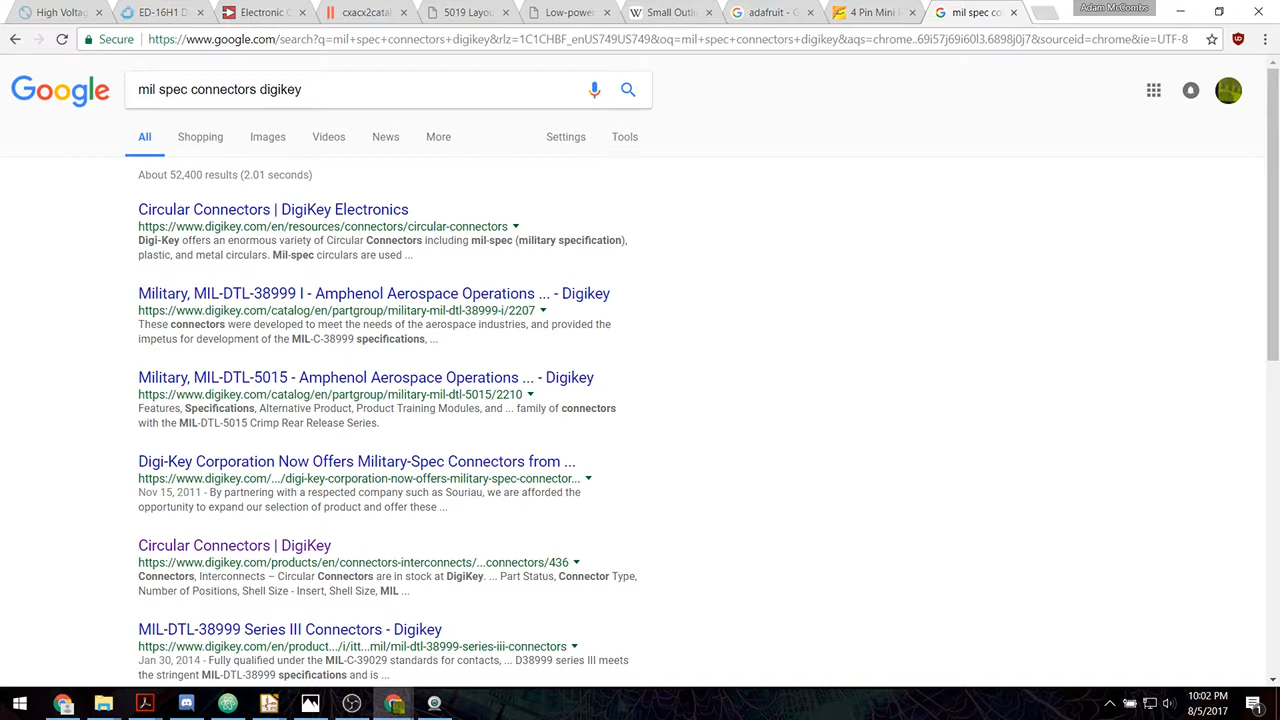 Adam McCombs
High Voltage
ED-16H1 D
Electronic C
cxacx2catal
5019 Layou
Low-power
Small Outli
adafruit - G
4 Pin Mini I
mil spec co
Secure
https://www.google.com/search?q=mil+spec+connectors+digikey&rlz=1C1CHBF_enUS749US749&oq=mil+spec+connectors+digikey&aqs=chrome..69i57j69i60l3.6898j0j7&sourceid=chrome&ie=UTF-8
Google
mil spec connectors digikey
All Shopping Images Videos News More Settings Tools
About 52,400 results (2.01 seconds)
Circular Connectors | DigiKey Electronics
https://www.digikey.com/en/resources/connectors/circular-connectors
Digi-Key offers an enormous variety of Circular Connectors including mil-spec (military specification),
plastic, and metal circulars. Mil-spec circulars are used ...
Military, MIL-DTL-38999 I - Amphenol Aerospace Operations ... - Digikey
https://www.digikey.com/catalog/en/partgroup/military-mil-dtl-38999-i/2207
These connectors were developed to meet the needs of the aerospace industries, and provided the
impetus for development of the MIL-C-38999 specifications, ...
Military, MIL-DTL-5015 - Amphenol Aerospace Operations ... - Digikey
https://www.digikey.com/catalog/en/partgroup/military-mil-dtl-5015/2210
Features, Specifications, Alternative Product, Product Training Modules, and ... family of connectors
with the MIL-DTL-5015 Crimp Rear Release Series.
Digi-Key Corporation Now Offers Military-Spec Connectors from ...
https://www.digikey.com/.../digi-key-corporation-now-offers-military-spec-connector...
Nov 15, 2011 - By partnering with a respected company such as Souriau, we are afforded the
opportunity to expand our selection of product and offer these ...
Circular Connectors | DigiKey
https://www.digikey.com/products/en/connectors-interconnects/...connectors/436
Connectors, Interconnects – Circular Connectors are in stock at DigiKey. ... Part Status, Connector Type,
Number of Positions, Shell Size - Insert, Shell Size, MIL ...
MIL-DTL-38999 Series III Connectors - Digikey
https://www.digikey.com/en/product.../i/itt...mil/mil-dtl-38999-series-iii-connectors
Jan 30, 2014 - Fully qualified under the MIL-C-39029 standards for contacts, ... D38999 series III meets
the stringent MIL-DTL-38999 specifications and is ...
10:02 PM
8/5/2017